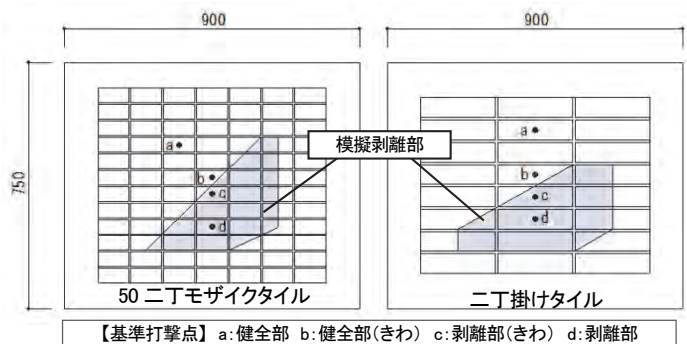 900
900
750
a
b
c
d
模擬剥離部
a
b
c
d
50 二丁モザイクタイル
二丁掛けタイル
【基準打撃点】 a:健全部 b:健全部(きわ) c:剥離部(きわ) d:剥離部